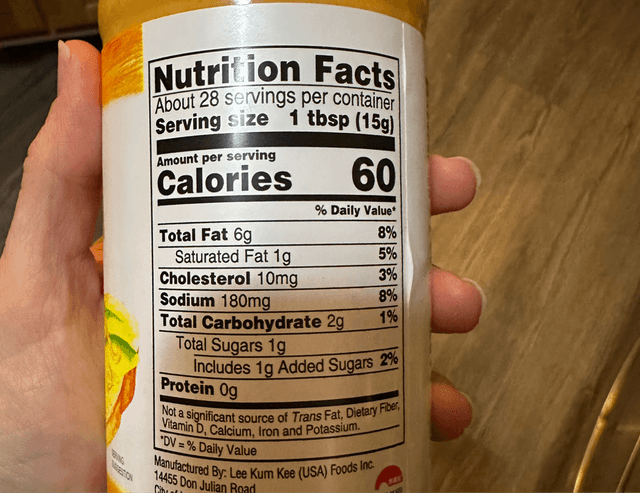 Nutrition Facts
About 28 servings per container
Serving size 1 tbsp (15g)
Amount per serving
Calories 60
% Daily Value*
Total Fat 6g 8%
Saturated Fat 1g 5%
Cholesterol 10mg 3%
Sodium 180mg 8%
Total Carbohydrate 2g 1%
Total Sugars 1g
Includes 1g Added Sugars 2%
Protein 0g
Not a significant source of Trans Fat, Dietary Fiber,
Vitamin D, Calcium, Iron and Potassium.
*DV = % Daily Value
Manufactured By: Lee Kum Kee (USA) Foods Inc.
14455 Don Julian Road